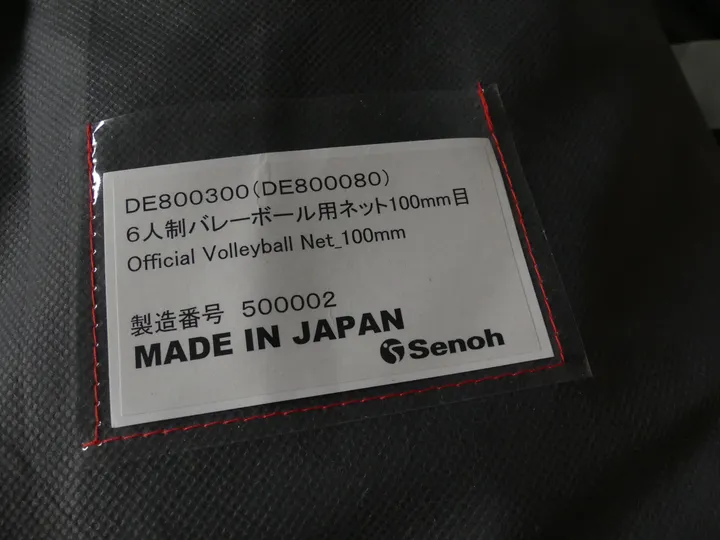 DE800300(DE800080)
6人制バレーボール用ネット100mm目
Official Volleyball Net_100mm
製造番号 500002
MADE IN JAPAN
Senoh